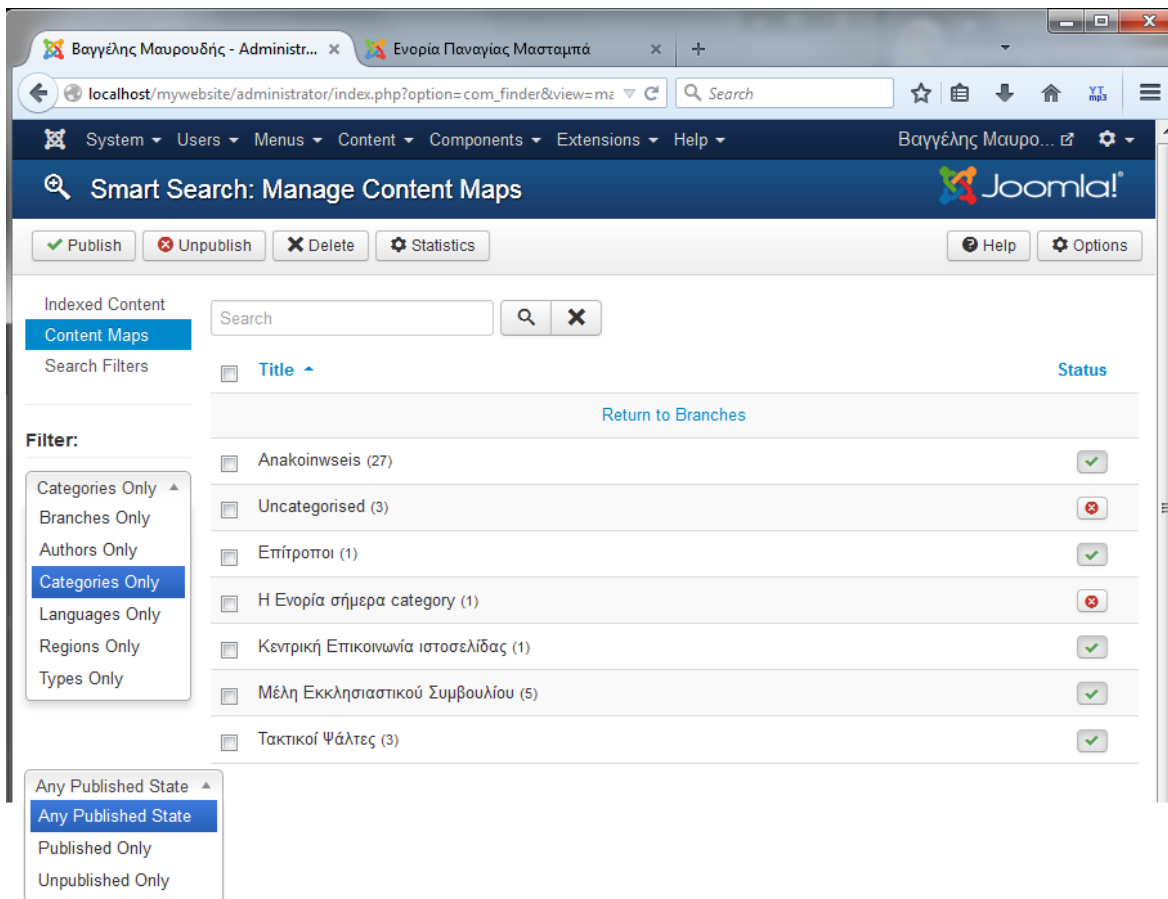 Βαγγέλης Μαυρουδής - Administr...
Ενορία Παναγίας Μασταμπά
localhost/mywebsite/administrator/index.php?option=com_finder&view=ma
Search
YT mp3
System Users Menus Content Components Extensions Help Βαγγέλης Μαυρο...
Smart Search: Manage Content Maps
Joomla!®
Publish Unpublish Delete Statistics Help Options
Indexed Content
Content Maps
Search Filters
Filter:
Categories Only
Branches Only
Authors Only
Categories Only
Languages Only
Regions Only
Types Only
Any Published State
Any Published State
Published Only
Unpublished Only
Search
Title Status
Return to Branches
Anakoinwseis (27)
Uncategorised (3)
Επίτροποι (1)
Η Ενορία σήμερα category (1)
Κεντρική Επικοινωνία ιστοσελίδας (1)
Μέλη Εκκλησιαστικού Συμβουλίου (5)
Τακτικοί Ψάλτες (3)